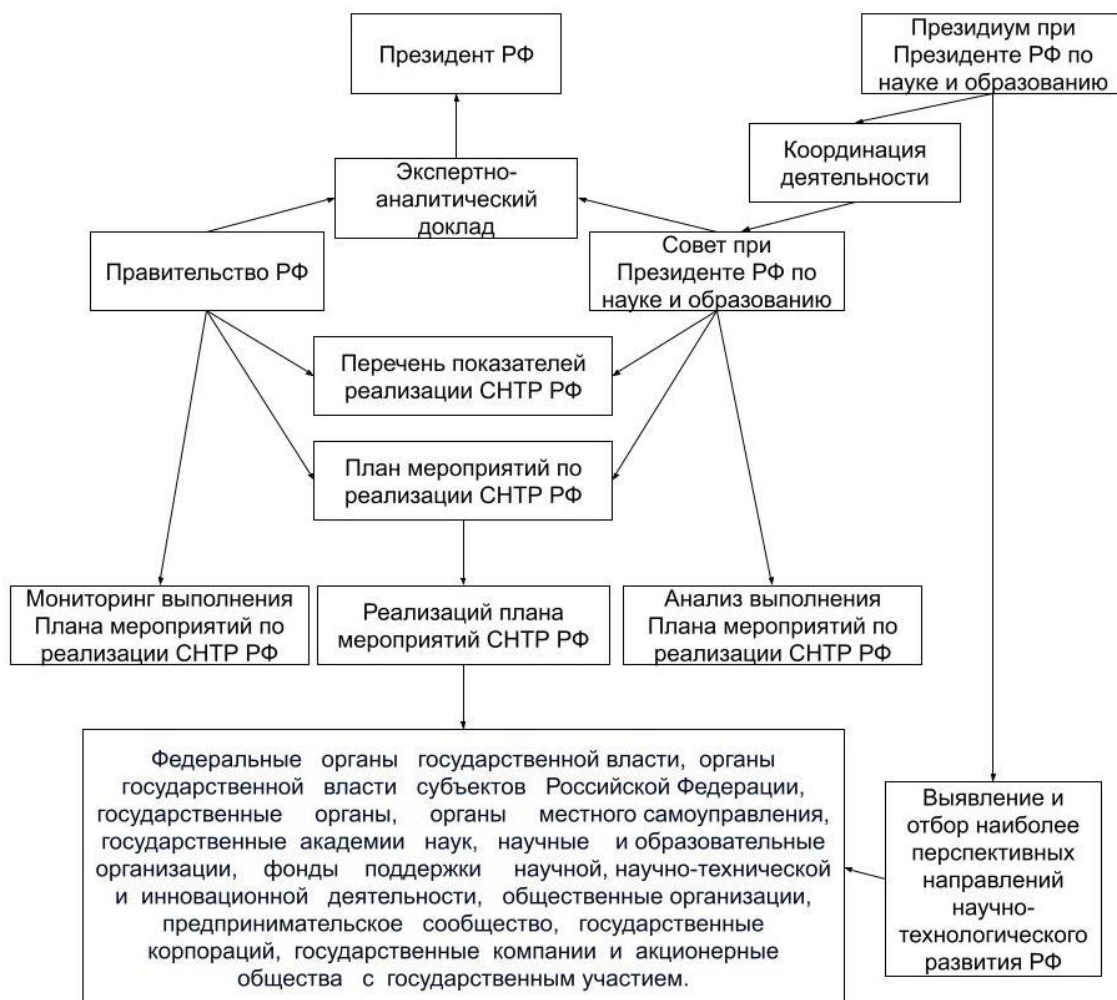 Президент РФ
Президиум при
Президенте РФ по
науке и образованию
Координация
деятельности
Экспертно-
аналитический
доклад
Правительство РФ
Совет при
Президенте РФ по
науке и образованию
Перечень показателей
реализации СНТР РФ
План мероприятий по
реализации СНТР РФ
Мониторинг выполнения
Плана мероприятий по
реализации СНТР РФ
Реализаций плана
мероприятий СНТР РФ
Анализ выполнения
Плана мероприятий по
реализации СНТР РФ
Федеральные органы государственной власти, органы
государственной власти субъектов Российской Федерации,
государственные органы, органы местного самоуправления,
государственные академии наук, научные и образовательные
организации, фонды поддержки научной, научно-технической
и инновационной деятельности, общественные организации,
предпринимательское сообщество, государственные
корпораций, государственные компании и акционерные
общества с государственным участием.
Выявление и
отбор наиболее
перспективных
направлений
научно-
технологического
развития РФ